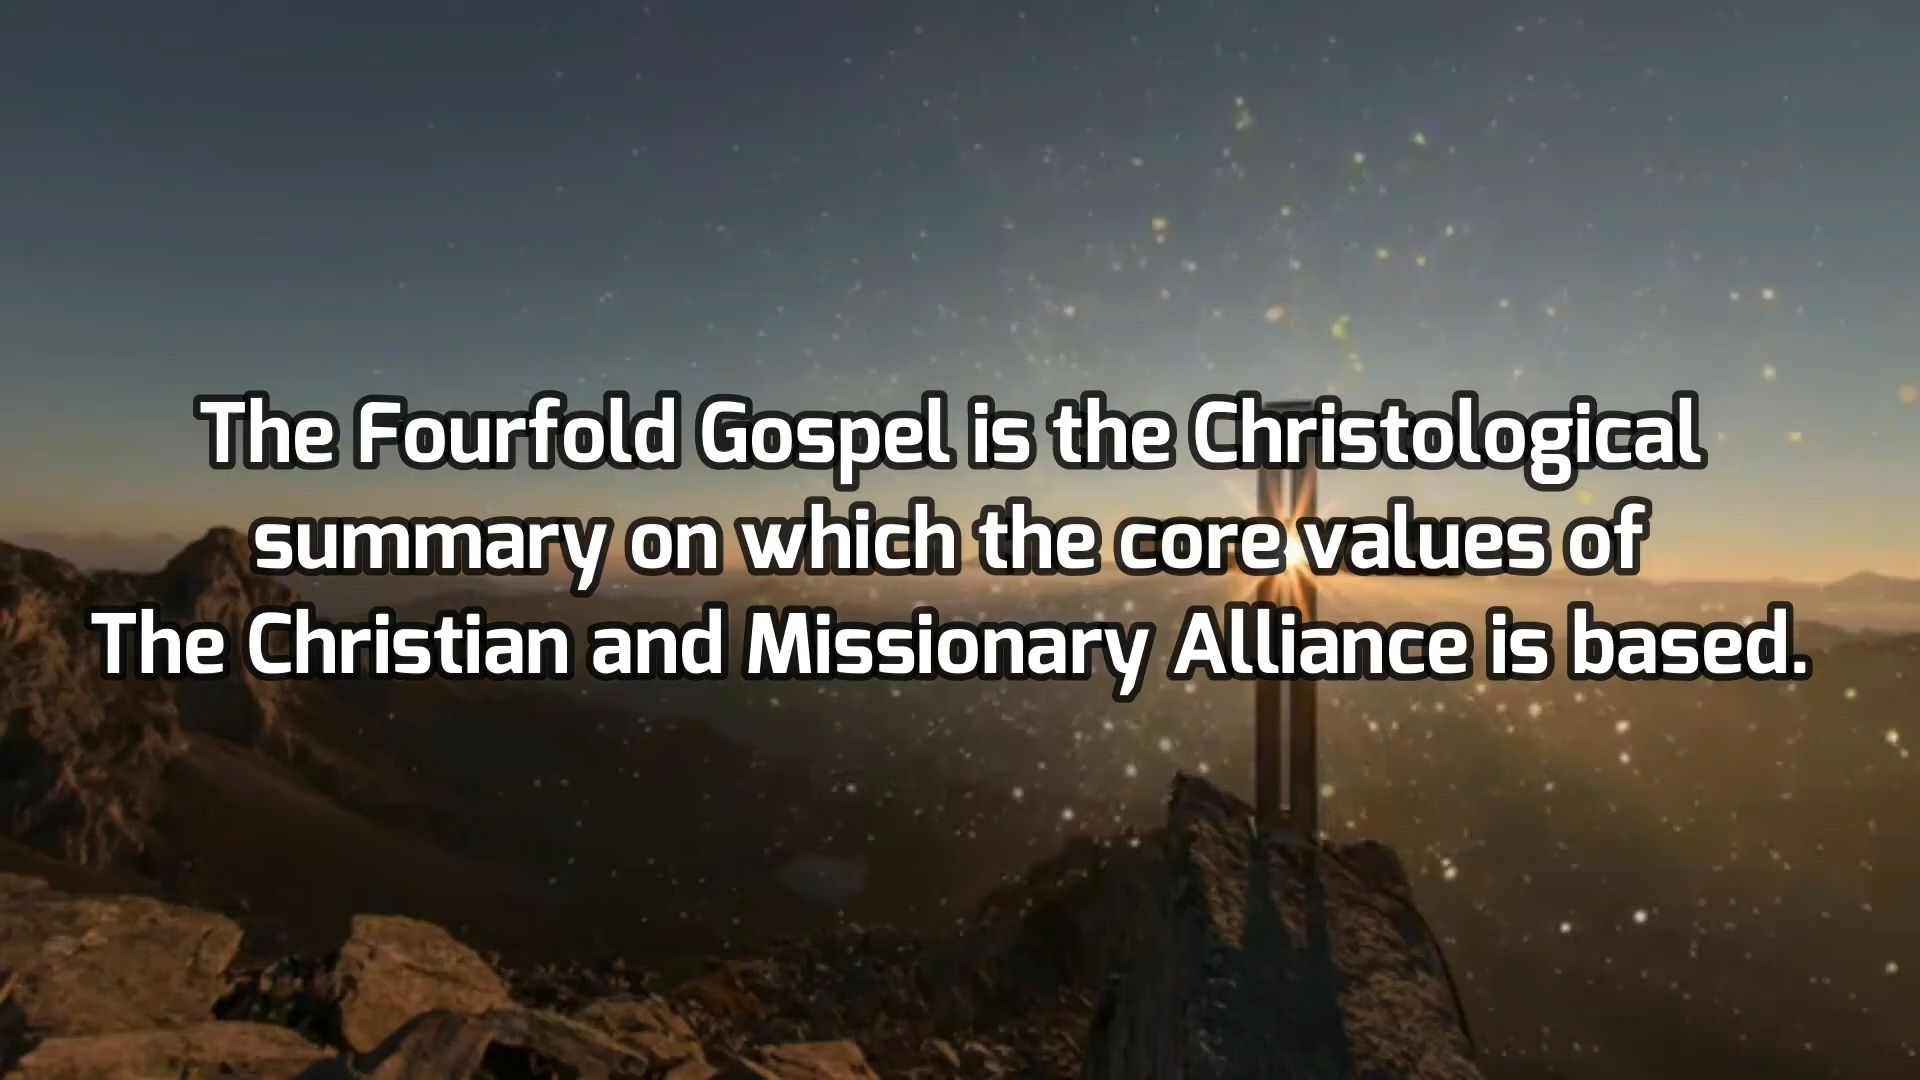 The Fourfold Gospel is the Christological
summary on which the core values of
The Christian and Missionary Alliance is based.